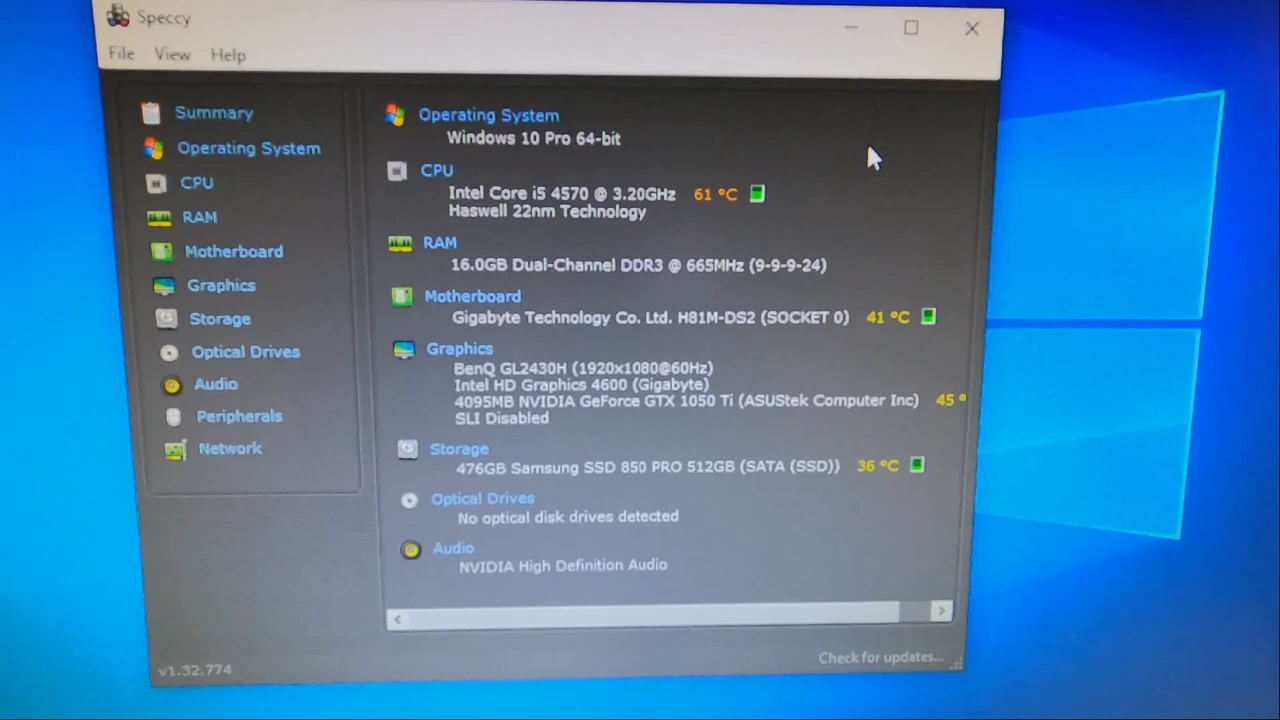 Speccy
File View Help
Summary
Operating System
CPU
RAM
Motherboard
Graphics
Storage
Optical Drives
Audio
Peripherals
Network
Operating System
Windows 10 Pro 64-bit
CPU
Intel Core i5 4570 @ 3.20GHz 61 °C
Haswell 22nm Technology
RAM
16.0GB Dual-Channel DDR3 @ 665MHz (9-9-9-24)
Motherboard
Gigabyte Technology Co. Ltd. H81M-DS2 (SOCKET 0) 41 °C
Graphics
BenQ GL2430H (1920x1080@60Hz)
Intel HD Graphics 4600 (Gigabyte)
4095MB NVIDIA GeForce GTX 1050 Ti (ASUStek Computer Inc) 45 °
SLI Disabled
Storage
476GB Samsung SSD 850 PRO 512GB (SATA (SSD)) 36 °C
Optical Drives
No optical disk drives detected
Audio
NVIDIA High Definition Audio
v1.32.774
Check for updates...